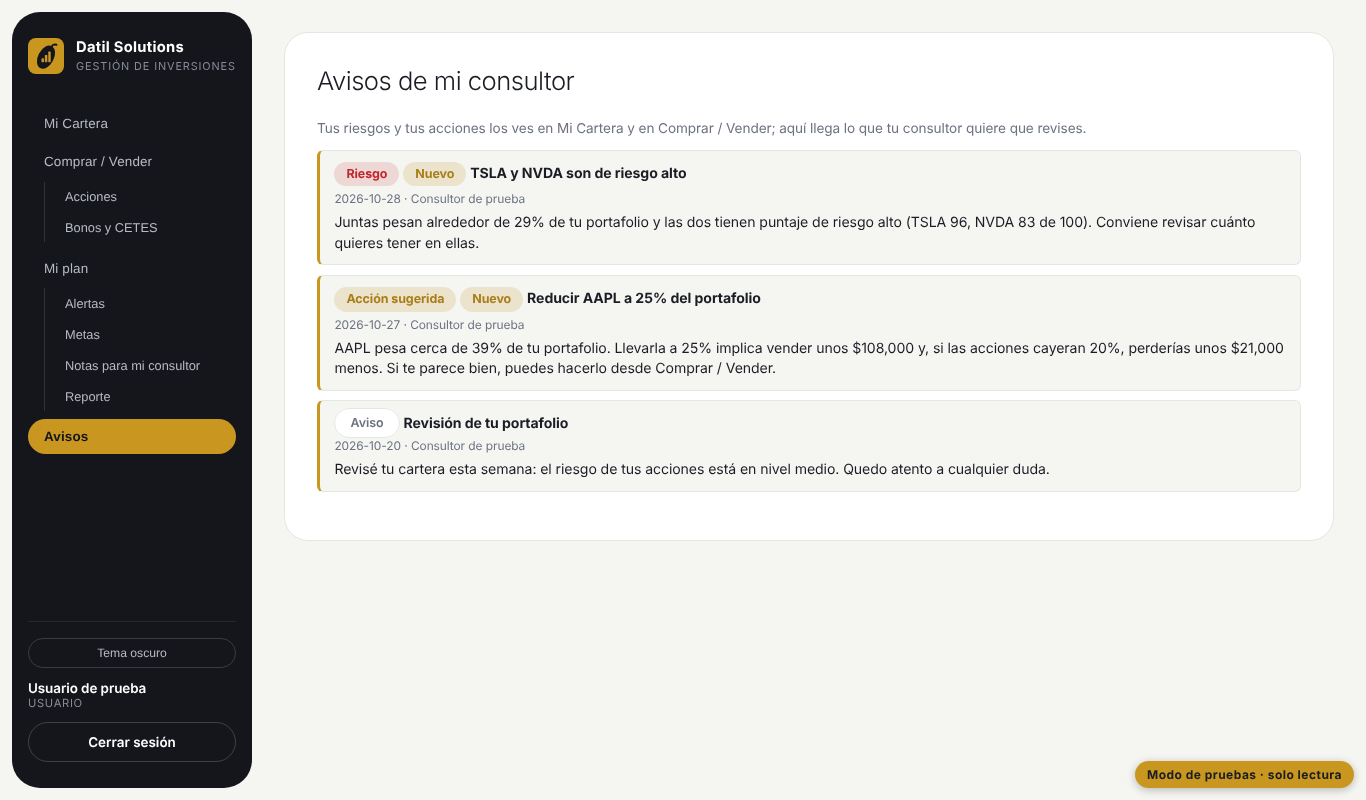 Datil Solutions
GESTIÓN DE INVERSIONES
Mi Cartera
Comprar / Vender
Acciones
Bonos y CETES
Mi plan
Alertas
Metas
Notas para mi consultor
Reporte
Avisos
Tema oscuro
Usuario de prueba
USUARIO
Cerrar sesión
Avisos de mi consultor
Tus riesgos y tus acciones los ves en Mi Cartera y en Comprar / Vender; aquí llega lo que tu consultor quiere que revises.
Riesgo Nuevo TSLA y NVDA son de riesgo alto
2026-10-28 · Consultor de prueba
Juntas pesan alrededor de 29% de tu portafolio y las dos tienen puntaje de riesgo alto (TSLA 96, NVDA 83 de 100). Conviene revisar cuánto
quieres tener en ellas.
Acción sugerida Nuevo Reducir AAPL a 25% del portafolio
2026-10-27 · Consultor de prueba
AAPL pesa cerca de 39% de tu portafolio. Llevarla a 25% implica vender unos $108,000 y, si las acciones cayeran 20%, perderías unos $21,000
menos. Si te parece bien, puedes hacerlo desde Comprar / Vender.
Aviso Revisión de tu portafolio
2026-10-20 · Consultor de prueba
Revisé tu cartera esta semana: el riesgo de tus acciones está en nivel medio. Quedo atento a cualquier duda.
Modo de pruebas · solo lectura